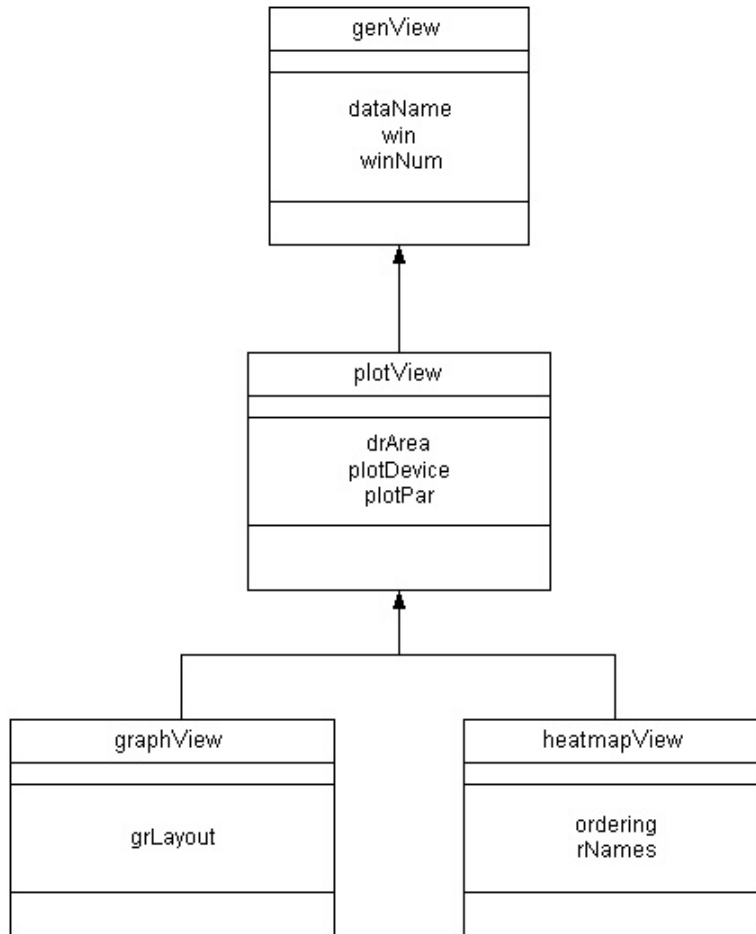 genView
dataName
win
winNum
plotView
drArea
plotDevice
plotPar
graphView
heatmapView
grLayout
ordering
rNames